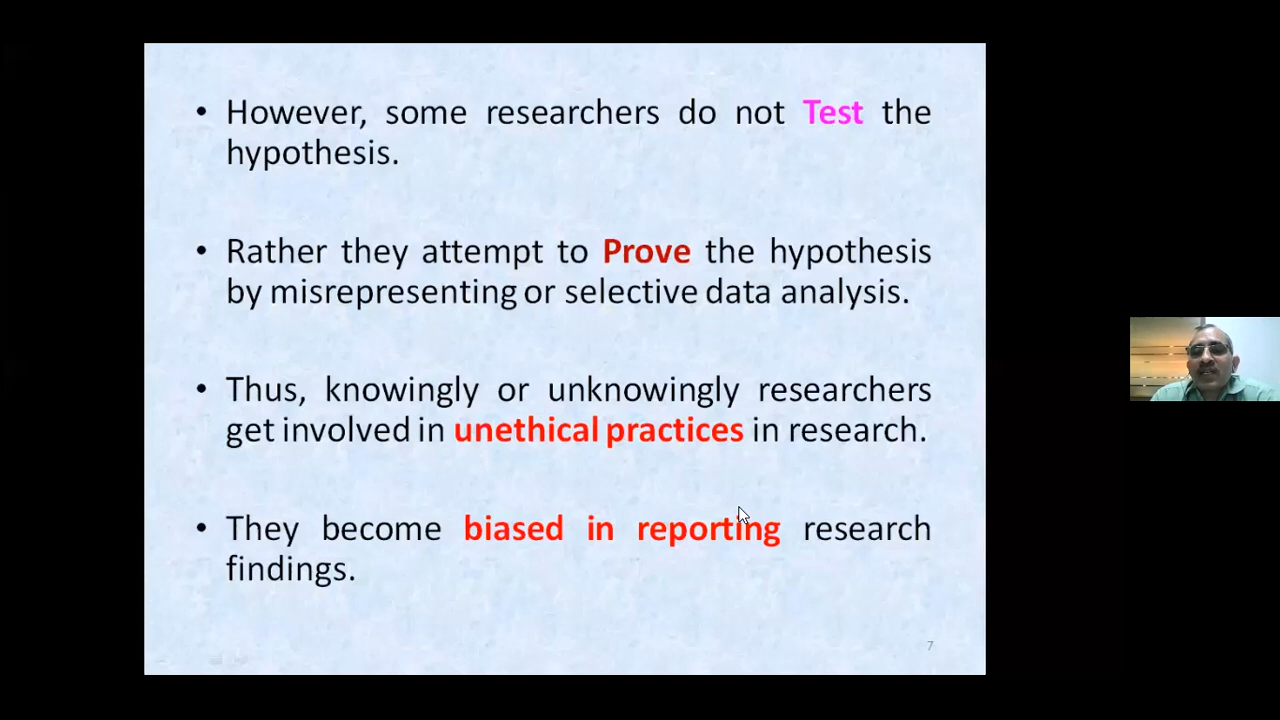 • However, some researchers do not Test the
hypothesis.
• Rather they attempt to Prove the hypothesis
by misrepresenting or selective data analysis.
• Thus, knowingly or unknowingly researchers
get involved in unethical practices in research.
• They become biased in reporting research
findings.
7